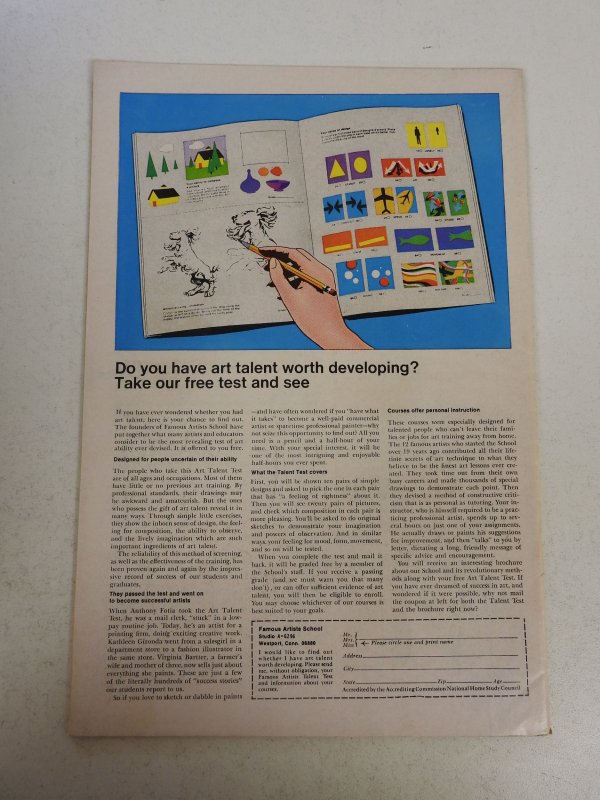 Do you have art talent worth developing?
Take our free test and see
If you have ever wondered whether you had
art talent, here is your chance to find out.
The founders of Famous Artists School have
put together what many artists and educators
consider to be the most revealing test of art
ability ever devised. It is offered to you free.
Designed for people uncertain of their ability
The people who take this Art Talent Test
are of all ages and occupations. Most of them
have little or no previous art training. By
professional standards, their drawings may
be awkward and amateurish. But the ones
who possess the gift of art talent reveal it in
many ways. Through simple little exercises,
they show the inborn sense of design, the feel-
ing for composition, the ability to observe,
and the lively imagination which are such
important ingredients of art talent.
The reliability of this method of screening,
as well as the effectiveness of the training, has
been proven again and again by the impres-
sive record of success of our students and
graduates.
They passed the test and went on
to become successful artists
When Anthony Fotia took the Art Talent
Test, he was a mail clerk, "stuck" in a low-
pay routine job. Today, he's an artist for a
printing firm, doing exciting creative work.
Kathleen Gironda went from a salesgirl in a
department store to a fashion illustrator in
the same store. Virginia Bartter, a farmer's
wife and mother of three, now sells just about
everything she paints. These are just a few
of the literally hundreds of "success stories"
our students report to us.
So if you love to sketch or dabble in paints
—and have often wondered if you "have what
it takes" to become a well-paid commercial
artist or sparetime professional painter—why
not seize this opportunity to find out? All you
need is a pencil and a half-hour of your
time. With your special interest, it will be
one of the most intriguing and enjoyable
half-hours you ever spent.
What the Talent Test covers
First, you will be shown ten pairs of simple
designs and asked to pick the one in each pair
that has "a feeling of rightness" about it.
Then you will see twenty pairs of pictures,
and check which composition in each pair is
more pleasing. You'll be asked to do original
sketches to demonstrate your imagination
and powers of observation. And in similar
ways your feeling for mood, form, movement,
and so on will be tested.
When you complete the test and mail it
back, it will be graded free by a member of
the School's staff. If you receive a passing
grade (and we must warn you that many
don't), or can offer sufficient evidence of art
talent, you will then be eligible to enroll.
You may choose whichever of our courses is
best suited to your goals.
Courses offer personal instruction
These courses were especially designed for
talented people who can't leave their fami-
lies or jobs for art training away from home.
The 12 famous artists who started the School
over 19 years ago contributed all their life-
time secrets of art technique in what they
believe to be the finest art lessons ever cre-
ated. They took time out from their own
busy careers and made thousands of special
drawings to demonstrate each point. Then
they devised a method of constructive criti-
cism that is as personal as tutoring. Your in-
structor, who is himself required to be a prac-
ticing professional artist, spends up to sev-
eral hours on just one of your assignments.
He actually draws or paints his suggestions
for improvement, and then "talks" to you by
letter, dictating a long, friendly message of
specific advice and encouragement.
You will receive an interesting brochure
about our School and its revolutionary meth-
ods along with your free Art Talent Test. If
you have ever dreamed of success in art, and
wondered if it were possible, why not mail
the coupon at left for both the Talent Test
and the brochure right now?
Famous Artists School
Westport, Conn. 06880
I would like to find out
whether I have art talent
worth developing. Please send
me, without obligation, your
Famous Artists Talent Test
and information about your
courses.
Mr.
Mrs.
Miss
Please circle one and print name
Address
City
State Zip Age
Accredited by the Accrediting Commission National Home Study Council